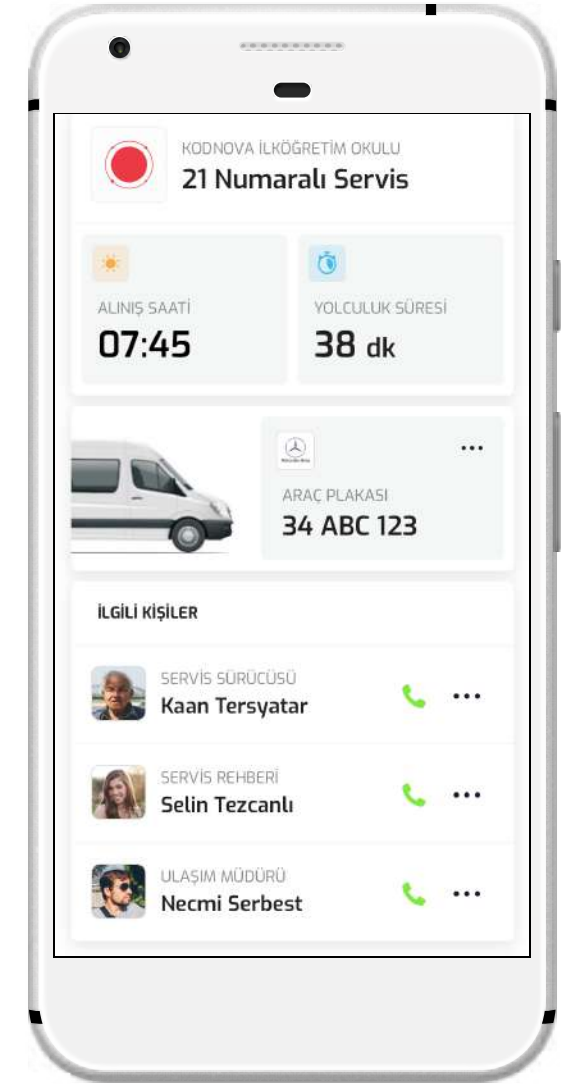 KODNOVA İLKÖĞRETİM OKULU
21 Numaralı Servis
ALINIŞ SAATİ
07:45
YOLCULUK SÜRESİ
38 dk
ARAÇ PLAKASI
34 ABC 123
İLGİLİ KİŞİLER
SERVİS SÜRÜCÜSÜ
Kaan Tersyatar
SERVİS REHBERİ
Selin Tezcanlı
ULAŞIM MÜDÜRÜ
Necmi Serbest